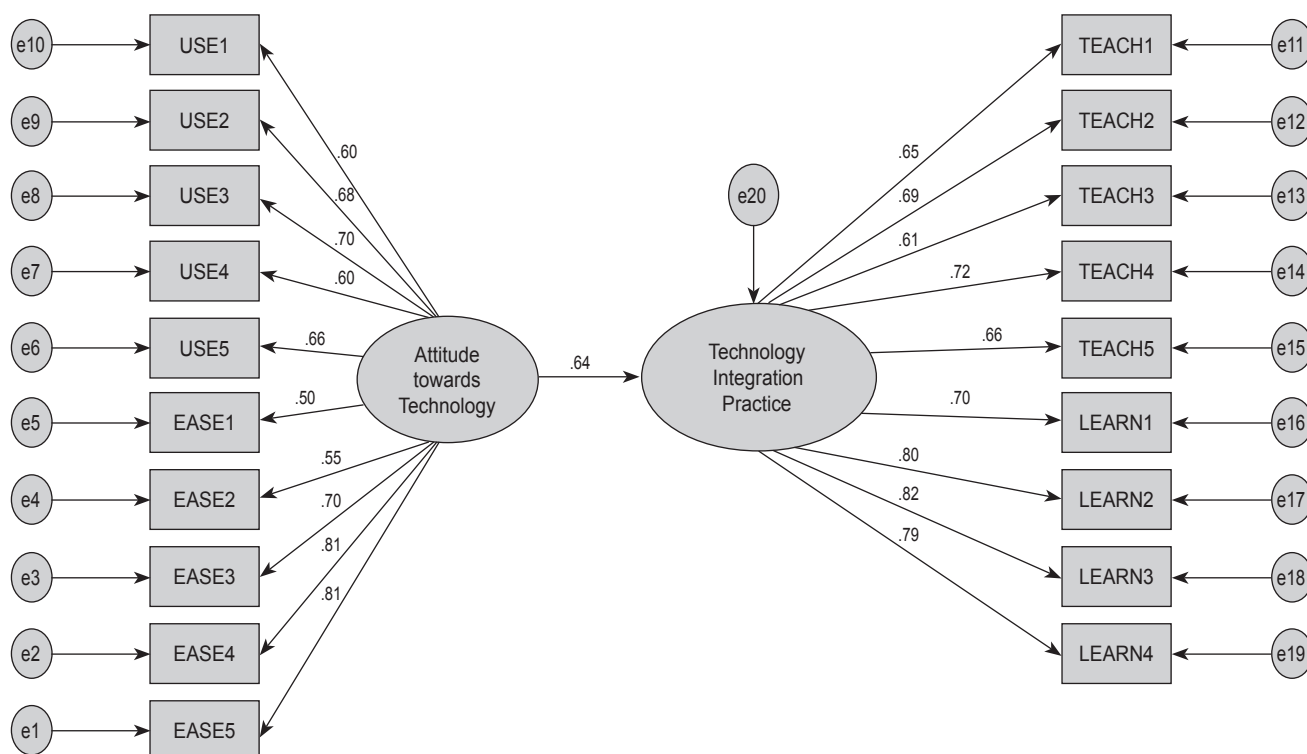 e10
USE1
TEACH1
e11
e9
USE2
TEACH2
e12
.60
.65
e8
USE3
.68
e20
.69
TEACH3
e13
.70
.61
e7
USE4
.60
.72
TEACH4
e14
e6
USE5
.66
Attitude
towards
Technology
.64
Technology
Integration
Practice
.66
TEACH5
e15
e5
EASE1
.50
.70
LEARN1
e16
e4
EASE2
.55
.80
LEARN2
e17
.70
.82
e3
EASE3
.81
.79
LEARN3
e18
.81
e2
EASE4
LEARN4
e19
e1
EASE5